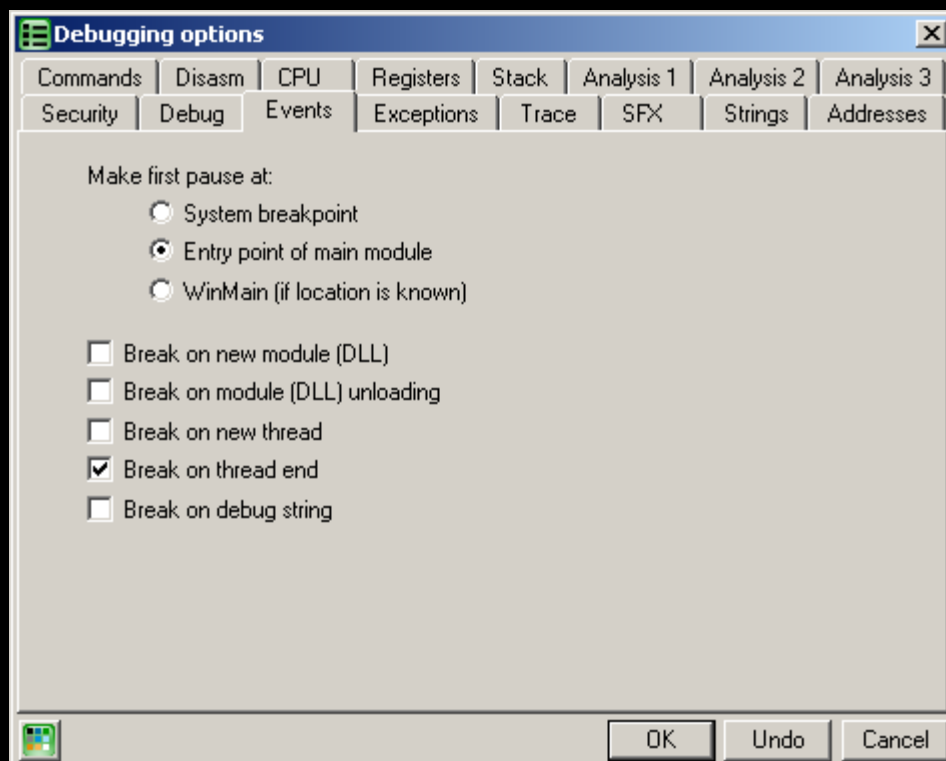 Debugging options
Commands Disasm CPU Registers Stack Analysis 1 Analysis 2 Analysis 3
Security Debug Events Exceptions Trace SFX Strings Addresses
Make first pause at:
System breakpoint
Entry point of main module
WinMain (if location is known)
Break on new module (DLL)
Break on module (DLL) unloading
Break on new thread
Break on thread end
Break on debug string
OK Undo Cancel